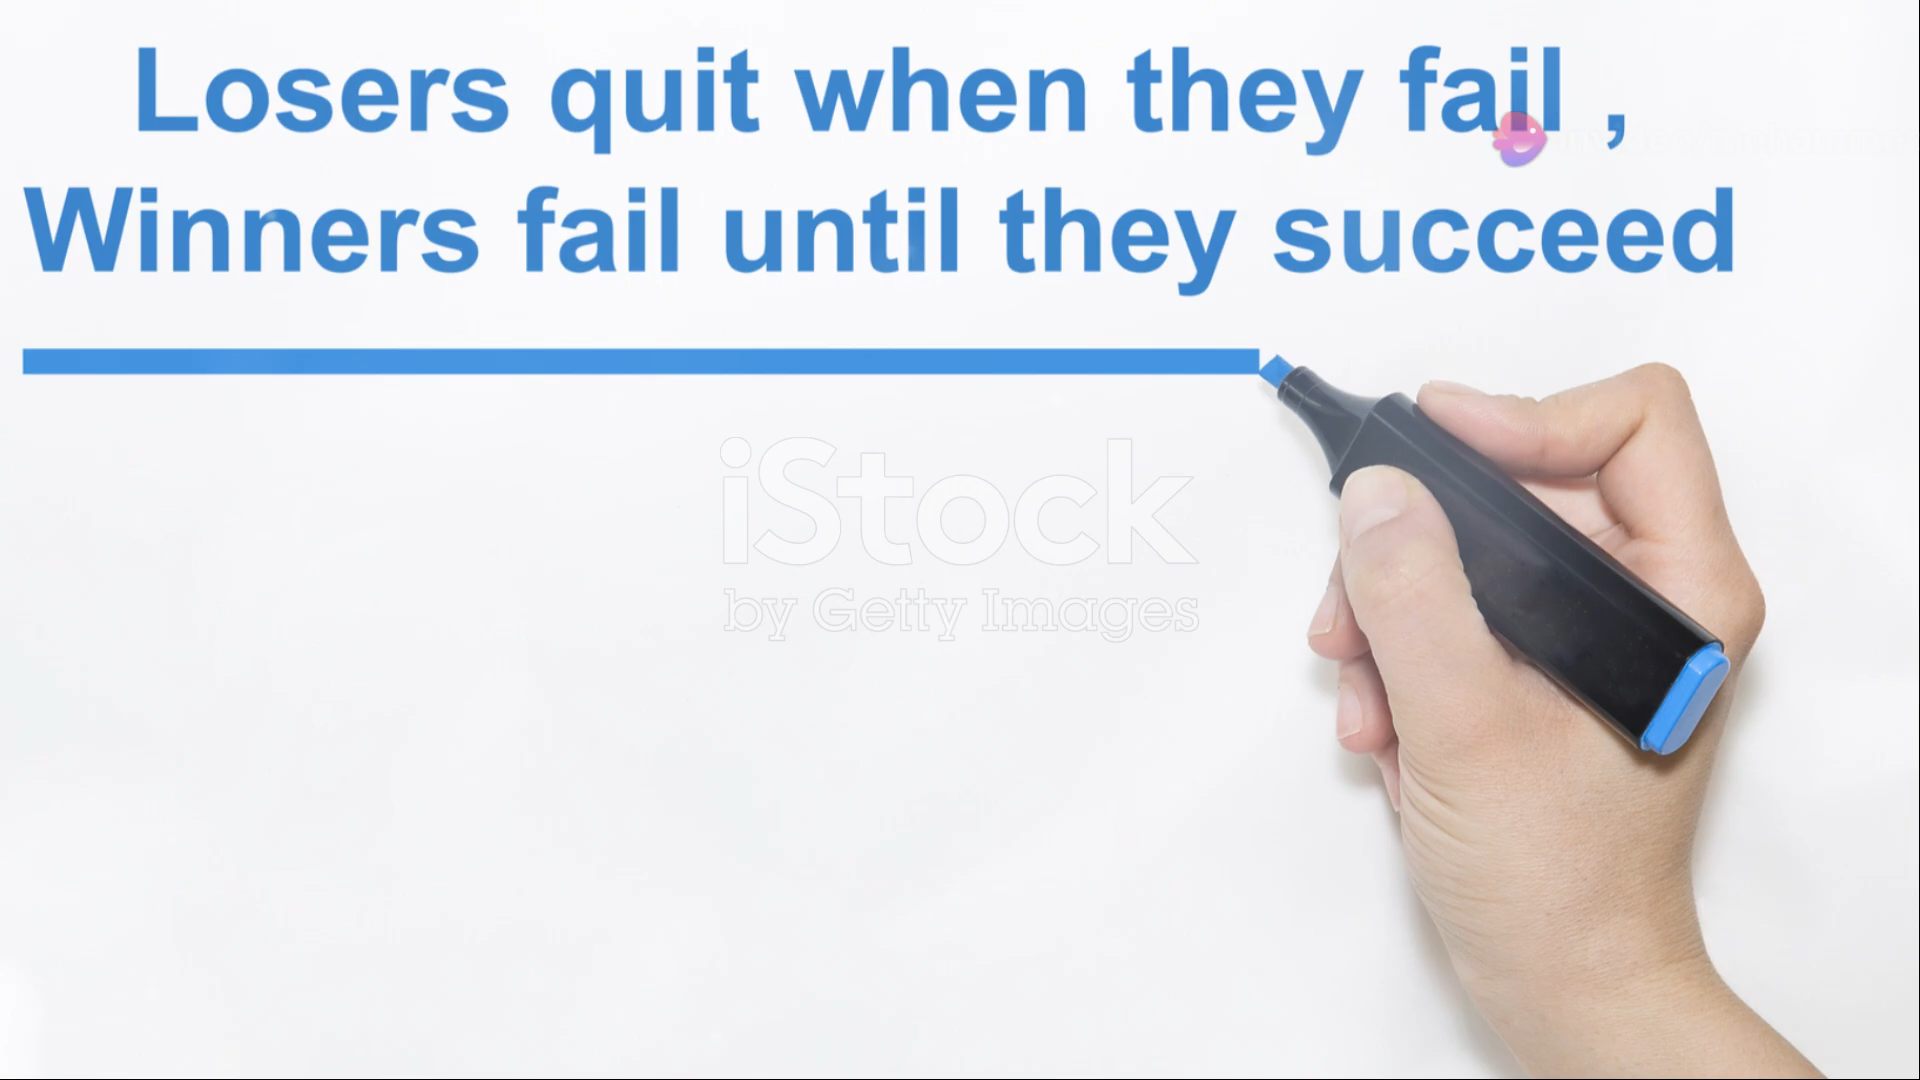 Losers quit when they fail ,
Winners fail until they succeed
iStock
by Getty Images